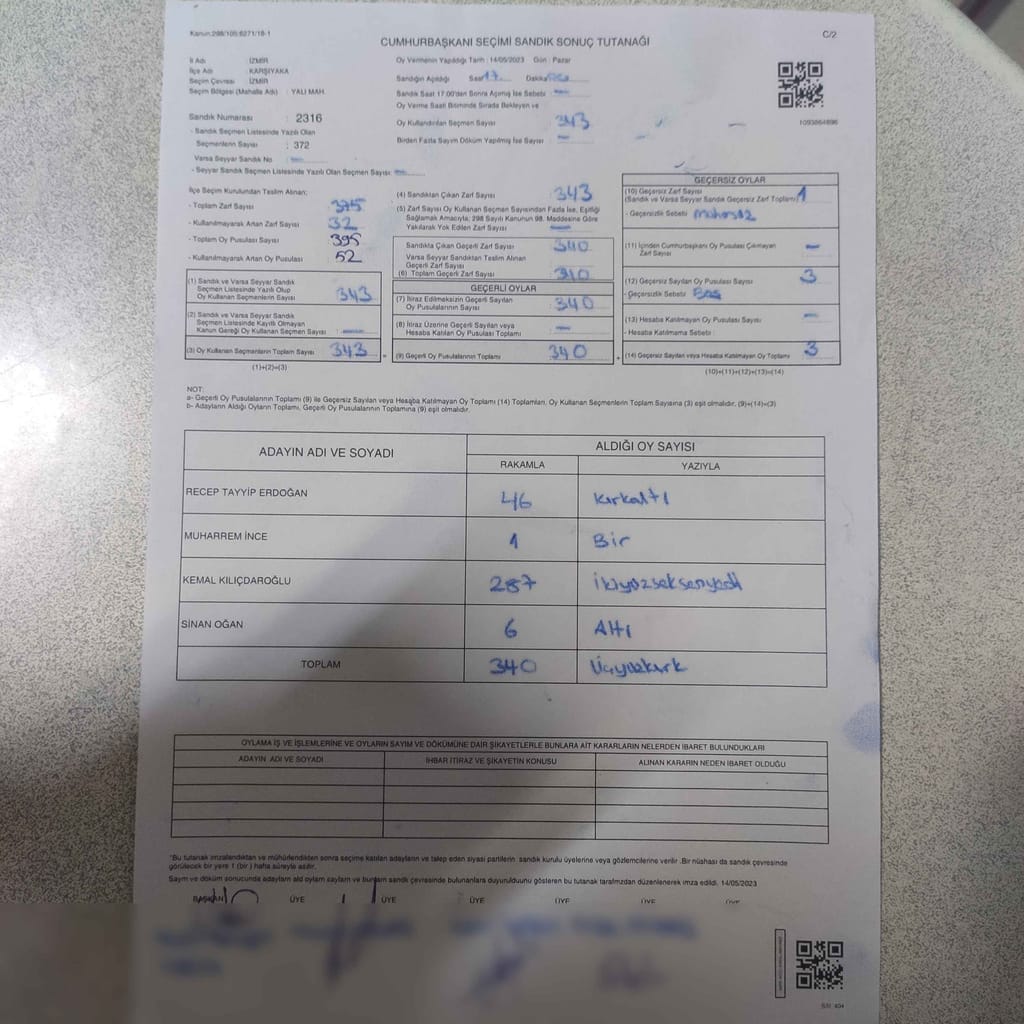 Kanun:298/105:6271/18-1
C/2
CUMHURBAŞKANI SEÇİMİ SANDIK SONUÇ TUTANAĞI
İl Adı : İZMİR
İlçe Adı : KARŞIYAKA
Seçim Çevresi : İZMİR
Seçim Bölgesi (Mahalle Adı) : YALI MAH.
Oy Vermenin Yapıldığı Tarih : 14/05/2023 Gün : Pazar
Sandığın Açıldığı Saat 17 Dakika
Sandık Saat 17:00'dan Sonra Açılmış İse Sebebi : —
Oy Verme Saati Bitiminde Sırada Bekleyen ve
Oy Kullandırılan Seçmen Sayısı : 343
Birden Fazla Sayım Döküm Yapılmış İse Sayısı : —
1093864896
Sandık Numarası : 2316
- Sandık Seçmen Listesinde Yazılı Olan
Seçmenlerin Sayısı : 372
Varsa Seyyar Sandık No : —
- Seyyar Sandık Seçmen Listesinde Yazılı Olan Seçmen Sayısı : —
İlçe Seçim Kurulundan Teslim Alınan:
- Toplam Zarf Sayısı : 375
- Kullanılmayarak Artan Zarf Sayısı : 32
- Toplam Oy Pusulası Sayısı : 395
- Kullanılmayarak Artan Oy Pusulası : 52
(1) Sandık ve Varsa Seyyar Sandık
Seçmen Listesinde Yazılı Olup
Oy Kullanan Seçmenlerin Sayısı : 343
(2) Sandık ve Varsa Seyyar Sandık
Seçmen Listesinde Kayıtlı Olmayan
Kanun Gereği Oy Kullanan Seçmen Sayısı : —
(3) Oy Kullanan Seçmenlerin Toplam Sayısı : 343
(1)+(2)=(3)
(4) Sandıktan Çıkan Zarf Sayısı : 343
(5) Zarf Sayısı Oy Kullanan Seçmen Sayısından Fazla İse, Eşitliği
Sağlamak Amacıyla, 298 Sayılı Kanunun 98. Maddesine Göre
Yakılarak Yok Edilen Zarf Sayısı : —
Sandıkta Çıkan Geçerli Zarf Sayısı : 340
Varsa Seyyar Sandıktan Teslim Alınan
Geçerli Zarf Sayısı :
(6) Toplam Geçerli Zarf Sayısı : 310
GEÇERLİ OYLAR
(7) İtiraz Edilmeksizin Geçerli Sayılan
Oy Pusulalarının Sayısı : 340
(8) İtiraz Üzerine Geçerli Sayılan veya
Hesaba Katılan Oy Pusulası Toplamı : —
(9) Geçerli Oy Pusulalarının Toplamı : 340
GEÇERSİZ OYLAR
(10) Geçersiz Zarf Sayısı
(Sandık ve Varsa Seyyar Sandık Geçersiz Zarf Toplamı) : 1
- Geçersizlik Sebebi : Mühürsüz
(11) İçinden Cumhurbaşkanı Oy Pusulası Çıkmayan
Zarf Sayısı : —
(12) Geçersiz Sayılan Oy Pusulası Sayısı : 3
- Geçersizlik Sebebi : Boş
(13) Hesaba Katılmayan Oy Pusulası Sayısı : —
- Hesaba Katılmama Sebebi :
(14) Geçersiz Sayılan veya Hesaba Katılmayan Oy Toplamı : 3
(10)+(11)+(12)+(13)=(14)
NOT:
a- Geçerli Oy Pusulalarının Toplamı (9) ile Geçersiz Sayılan veya Hesaba Katılmayan Oy Toplamı (14) Toplamları, Oy Kullanan Seçmenlerin Toplam Sayısına (3) eşit olmalıdır. (9)+(14)=(3)
b- Adayların Aldığı Oyların Toplamı, Geçerli Oy Pusulalarının Toplamına (9) eşit olmalıdır.
ADAYIN ADI VE SOYADI ALDIĞI OY SAYISI
RAKAMLA YAZIYLA
RECEP TAYYİP ERDOĞAN 46 Kırkaltı
MUHARREM İNCE 1 Bir
KEMAL KILIÇDAROĞLU 287 İkiyüzseksenyedi
SİNAN OĞAN 6 Altı
TOPLAM 340 Üçyüzkırk
OYLAMA İŞ VE İŞLEMLERİNE VE OYLARIN SAYIM VE DÖKÜMÜNE DAİR ŞİKAYETLERLE BUNLARA AİT KARARLARIN NELERDEN İBARET BULUNDUKLARI
ADAYIN ADI VE SOYADI İHBAR İTİRAZ VE ŞİKAYETİN KONUSU ALINAN KARARIN NEDEN İBARET OLDUĞU
"Bu tutanak imzalandıktan ve mühürlendikten sonra seçime katılan adayların ve talep eden siyasi partilerin sandık kurulu üyelerine veya gözlemcilerine verilir. Bir nüshası da sandık çevresinde
görülecek bir yere 1 (bir ) hafta süreyle asılır.
Sayım ve döküm sonucunda adayların aldı oyların sayıları ve bunların sandık çevresinde bulunanlara duyurulduunu gösteren bu tutanak tarafımızdan düzenlenerek imza edildi. 14/05/2023
BAŞKAN ÜYE ÜYE ÜYE ÜYE ÜYE ÜYE